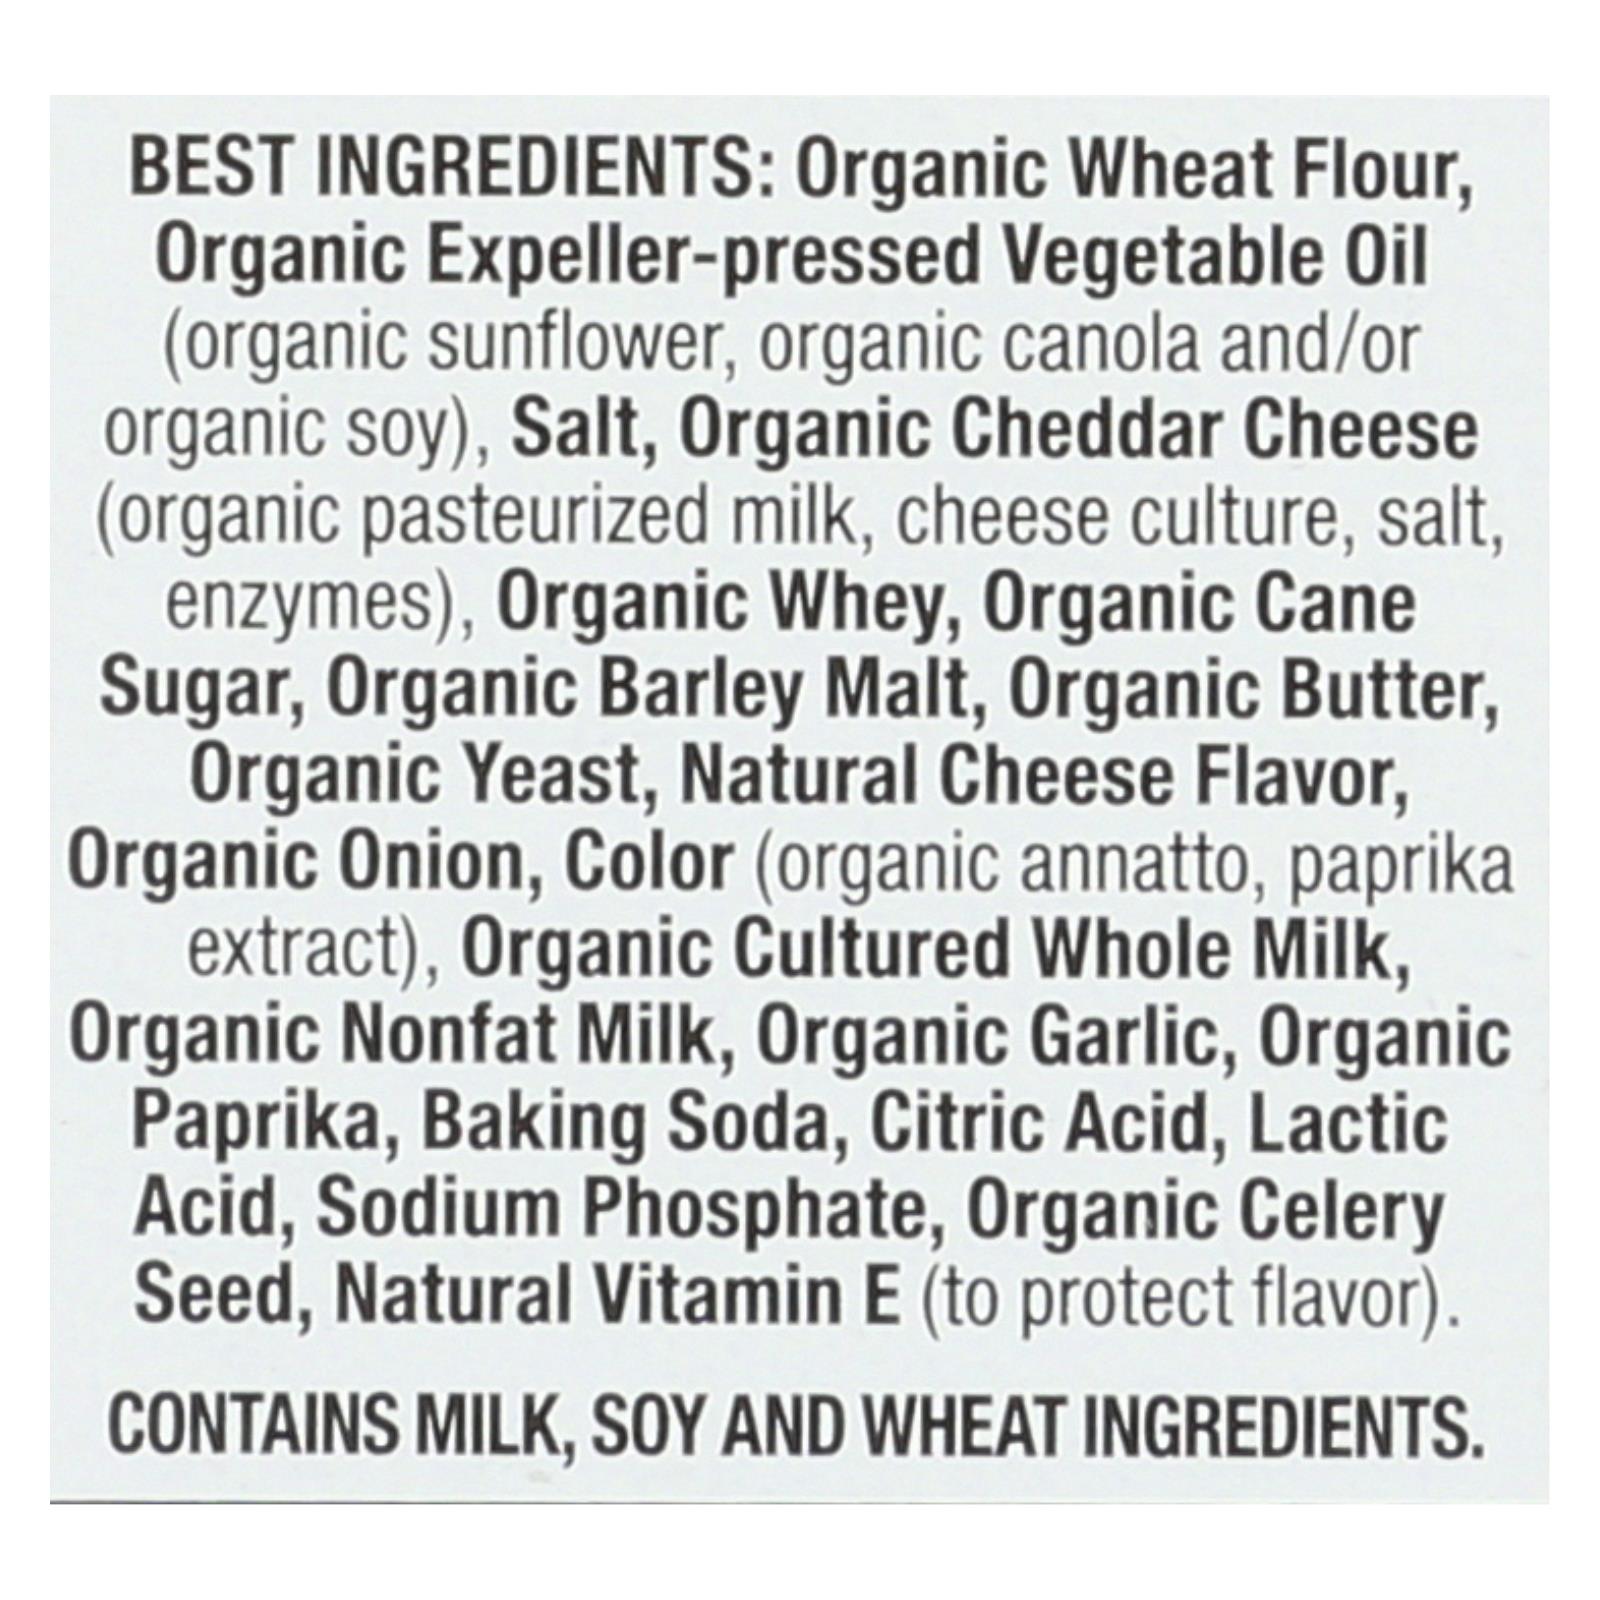 BEST INGREDIENTS: Organic Wheat Flour,
Organic Expeller-pressed Vegetable Oil
(organic sunflower, organic canola and/or
organic soy), Salt, Organic Cheddar Cheese
(organic pasteurized milk, cheese culture, salt,
enzymes), Organic Whey, Organic Cane
Sugar, Organic Barley Malt, Organic Butter,
Organic Yeast, Natural Cheese Flavor,
Organic Onion, Color (organic annatto, paprika
extract), Organic Cultured Whole Milk,
Organic Nonfat Milk, Organic Garlic, Organic
Paprika, Baking Soda, Citric Acid, Lactic
Acid, Sodium Phosphate, Organic Celery
Seed, Natural Vitamin E (to protect flavor).
CONTAINS MILK, SOY AND WHEAT INGREDIENTS.